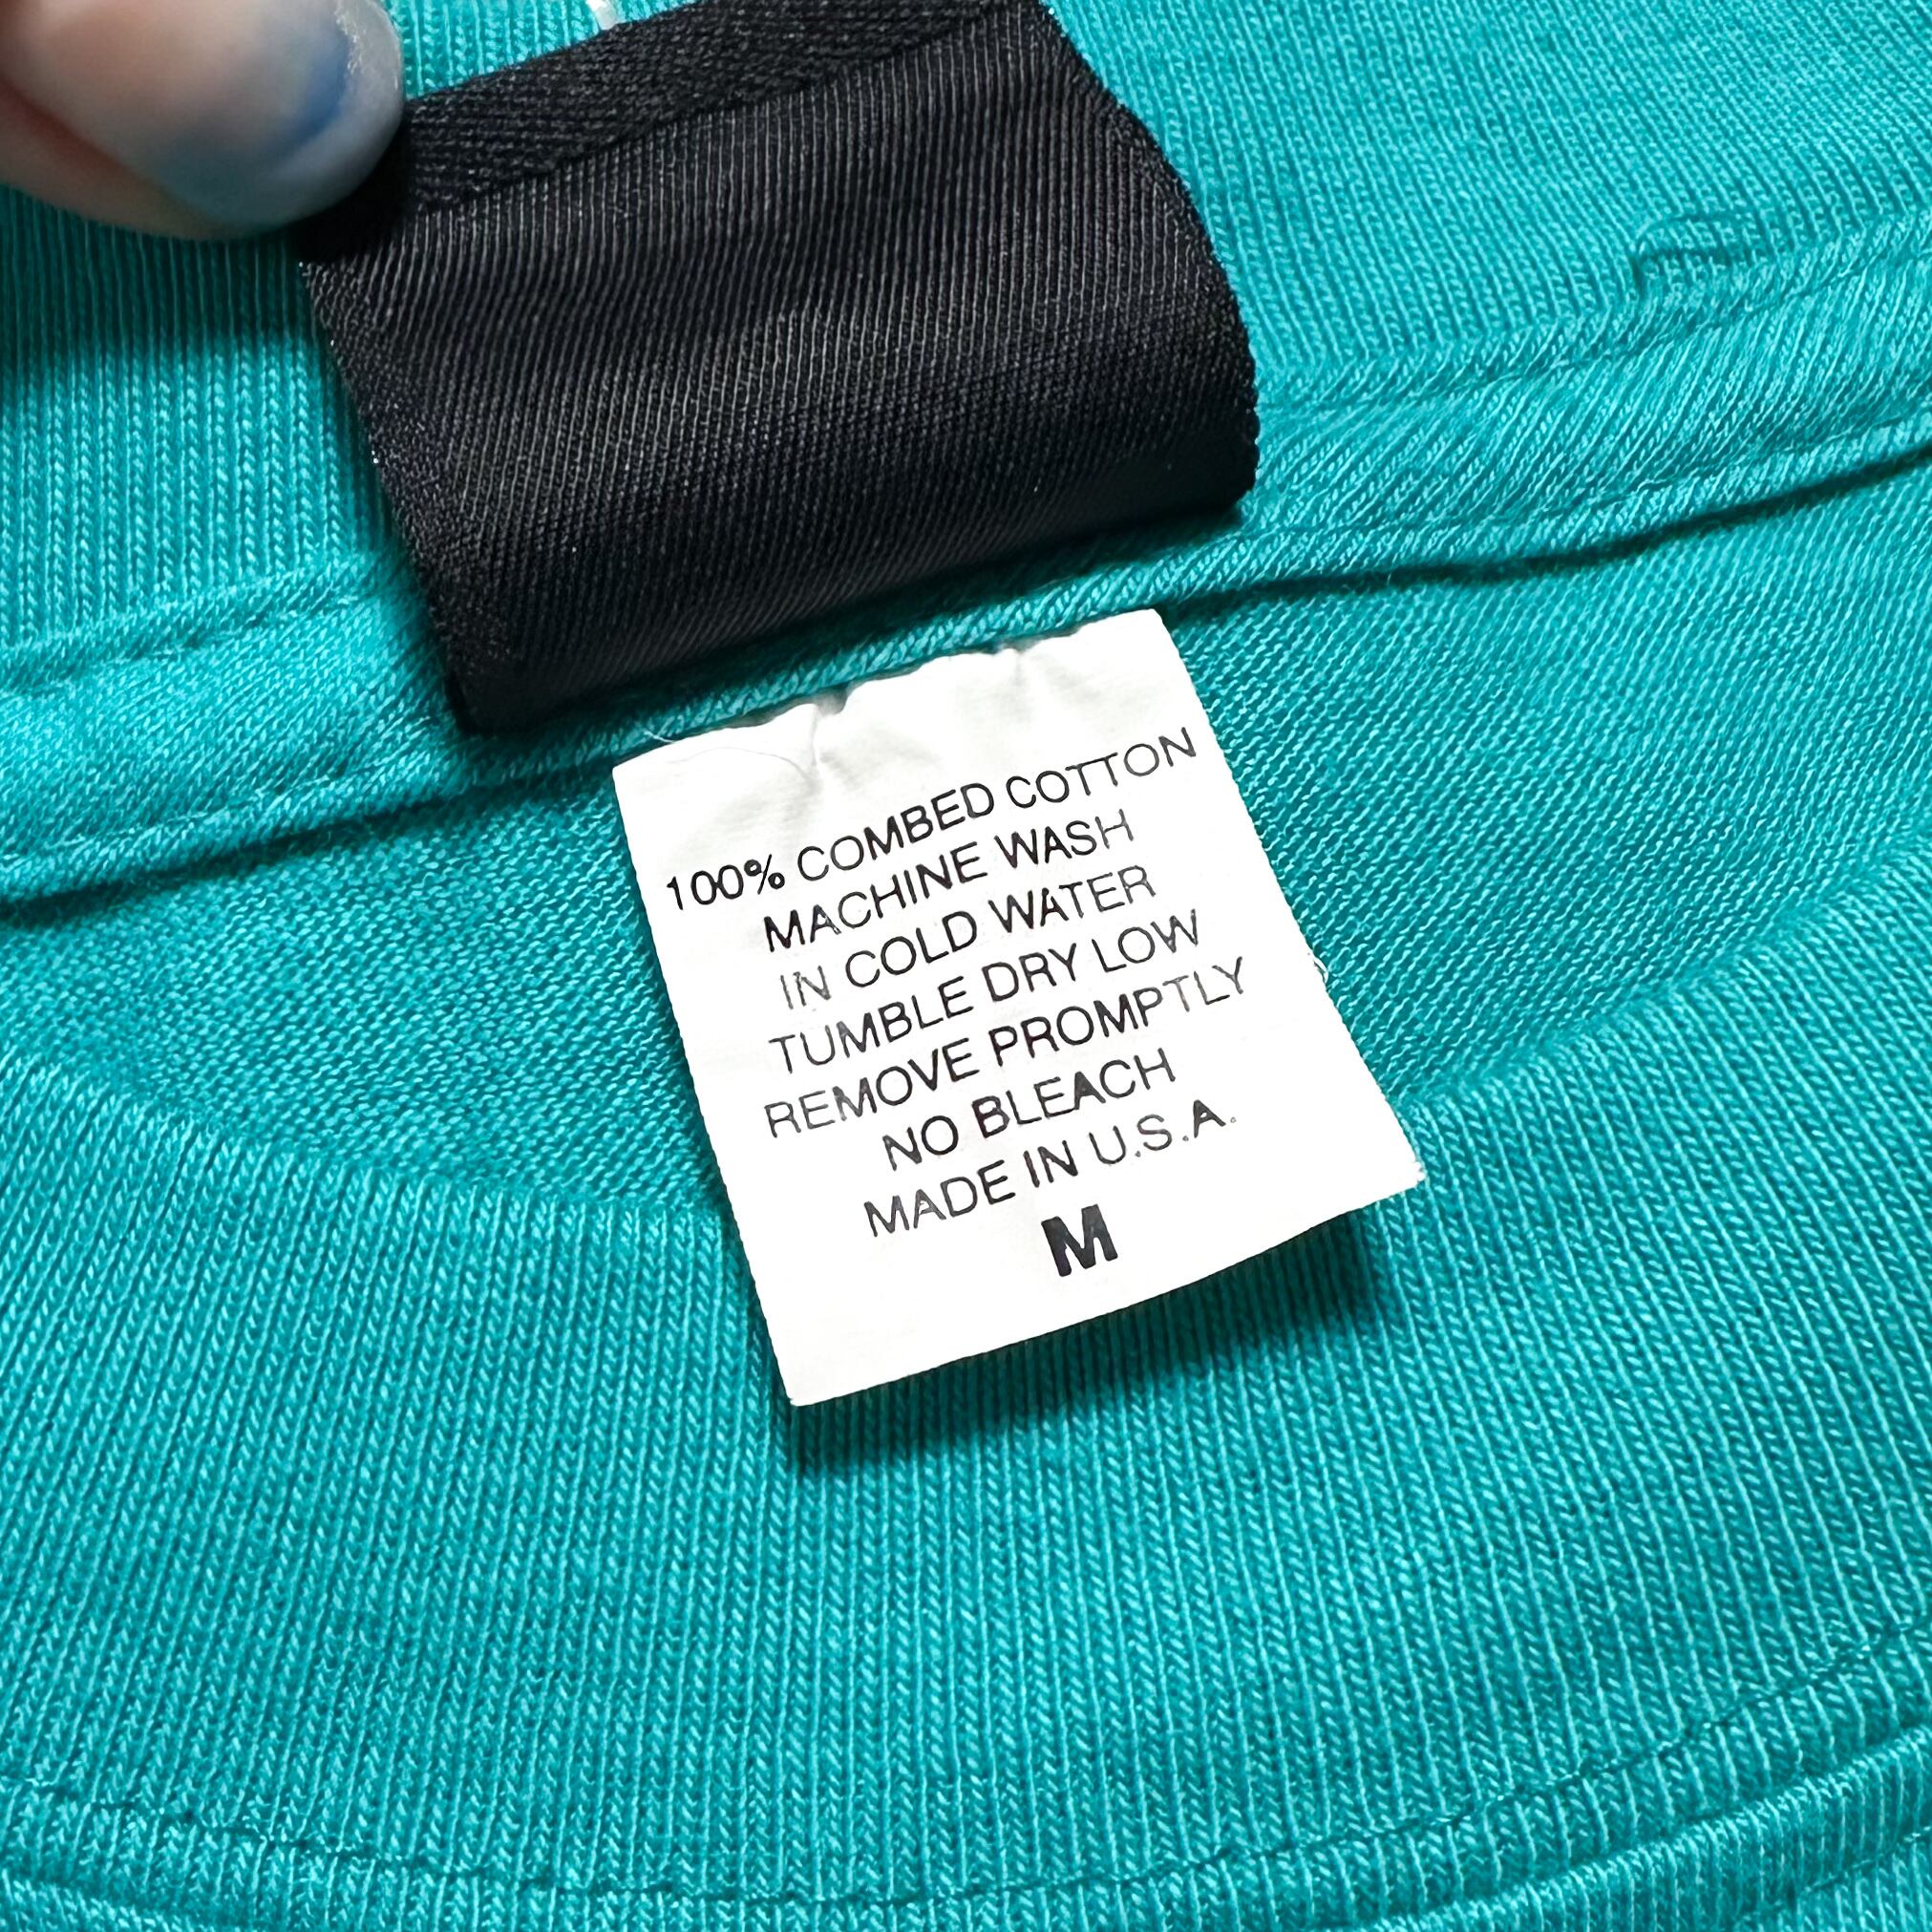 100% COMBED COTTON
MACHINE WASH
IN COLD WATER
TUMBLE DRY LOW
REMOVE PROMPTLY
NO BLEACH
MADE IN U.S.A.
M